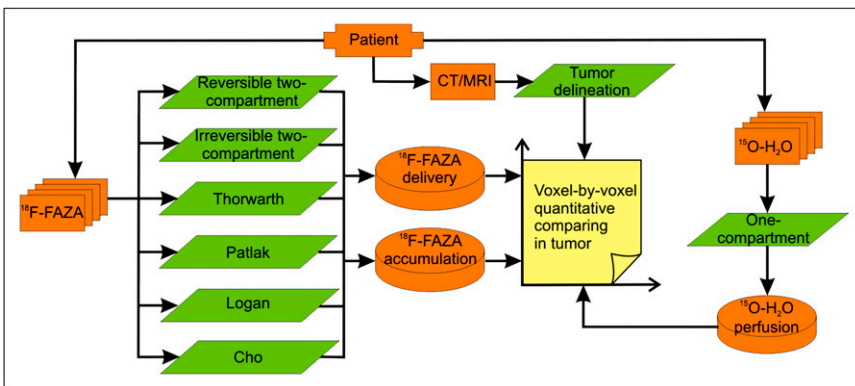 Patient
Reversible two-
compartment
CT/MRI
Tumor
delineation
Irreversible two-
compartment
¹⁵O-H₂O
¹⁸F-FAZA
delivery
Voxel-by-voxel
quantitative
comparing
in tumor
¹⁸F-FAZA
Thorwarth
One-
compartment
Patlak
¹⁸F-FAZA
accumulation
Logan
¹⁵O-H₂O
perfusion
Cho